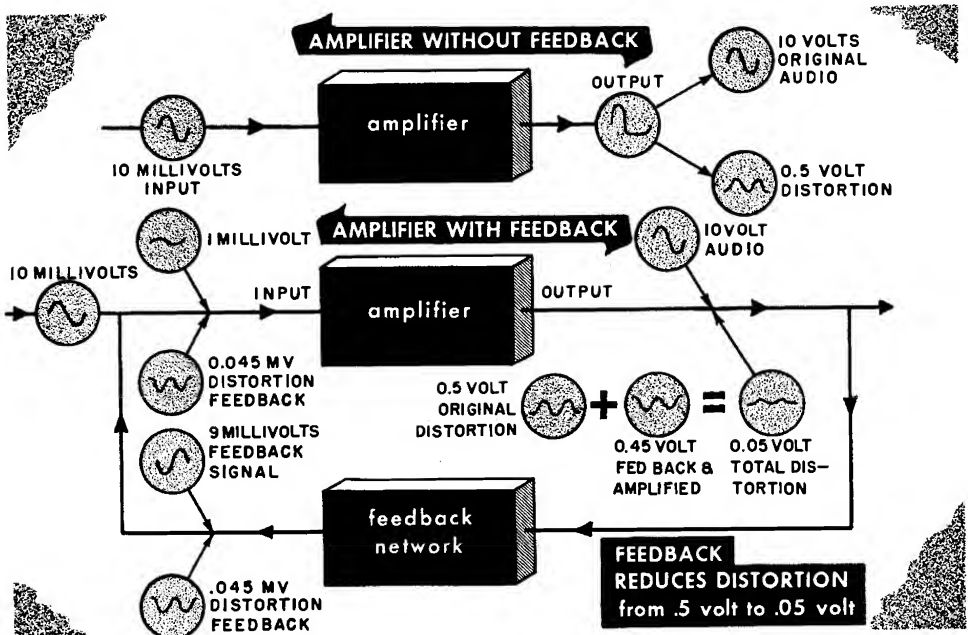 AMPLIFIER WITHOUT FEEDBACK
10 VOLTS
ORIGINAL
AUDIO
OUTPUT
amplifier
10 MILLIVOLTS
INPUT
0.5 VOLT
DISTORTION
AMPLIFIER WITH FEEDBACK
1 MILLIVOLT
10 VOLT
AUDIO
10 MILLIVOLTS
INPUT
amplifier
OUTPUT
0.045 MV
DISTORTION
FEEDBACK
0.5 VOLT
ORIGINAL
DISTORTION
+
=
0.45 VOLT
FED BACK &
AMPLIFIED
0.05 VOLT
TOTAL DIS-
TORTION
9 MILLIVOLTS
FEEDBACK
SIGNAL
feedback
network
.045 MV
DISTORTION
FEEDBACK
FEEDBACK
REDUCES DISTORTION
from .5 volt to .05 volt